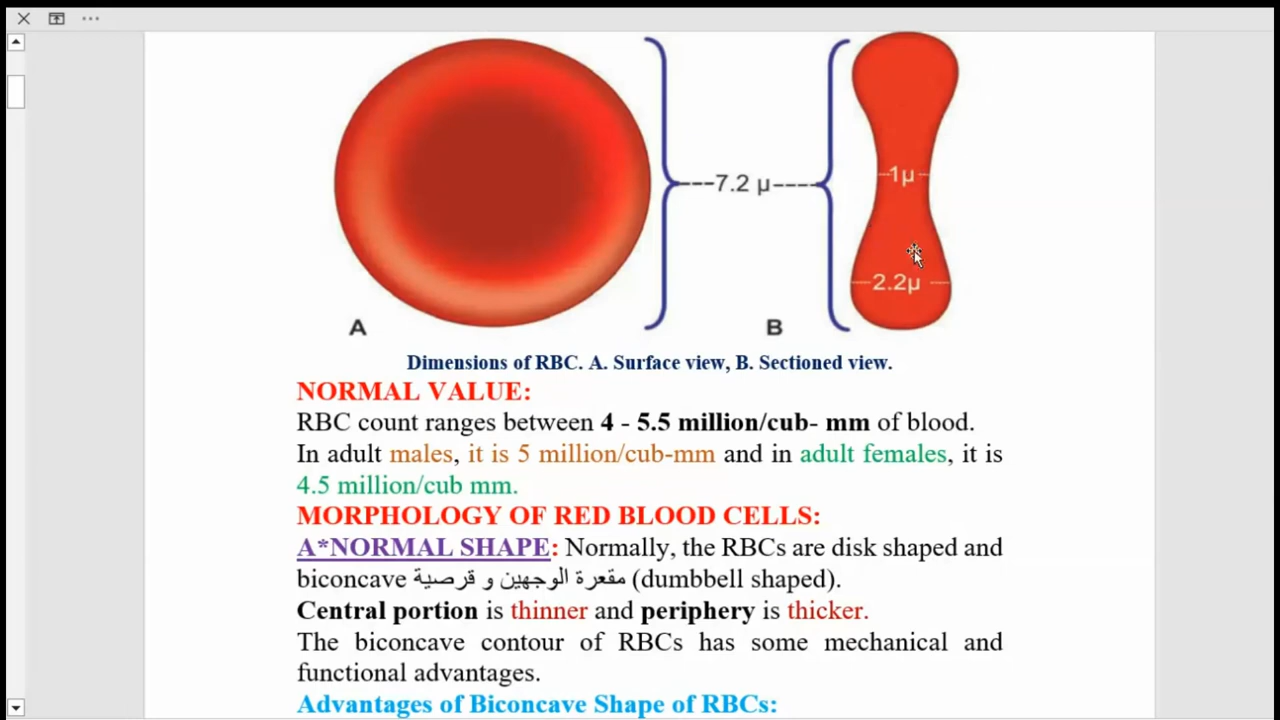 ---7.2 µ----
-1µ-
--2.2µ --
A
B
Dimensions of RBC. A. Surface view, B. Sectioned view.
NORMAL VALUE:
RBC count ranges between 4 - 5.5 million/cub- mm of blood.
In adult males, it is 5 million/cub-mm and in adult females, it is
4.5 million/cub mm.
MORPHOLOGY OF RED BLOOD CELLS:
A*NORMAL SHAPE: Normally, the RBCs are disk shaped and
biconcave مقعرة الوجهين و قرصية (dumbbell shaped).
Central portion is thinner and periphery is thicker.
The biconcave contour of RBCs has some mechanical and
functional advantages.
Advantages of Biconcave Shape of RBCs: